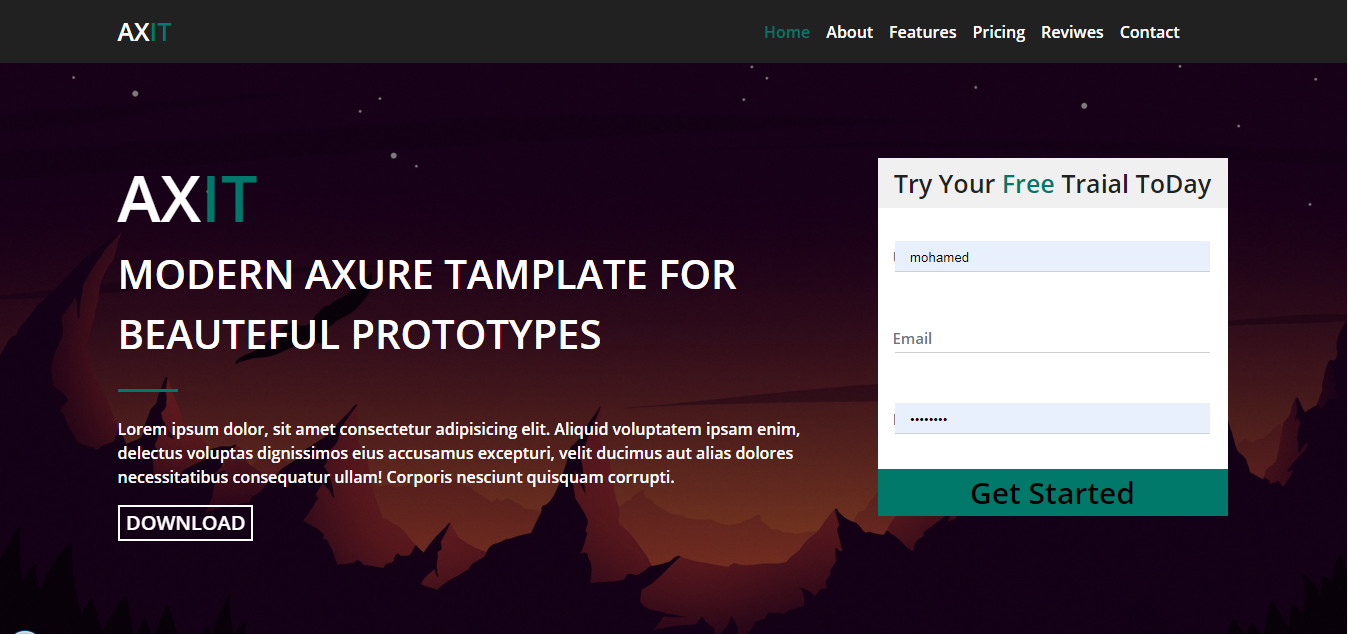 AXIT
Home About Features Pricing Reviwes Contact
AXIT
MODERN AXURE TAMPLATE FOR
BEAUTEFUL PROTOTYPES
Lorem ipsum dolor, sit amet consectetur adipisicing elit. Aliquid voluptatem ipsam enim,
delectus voluptas dignissimos eius accusamus excepturi, velit ducimus aut alias dolores
necessitatibus consequatur ullam! Corporis nesciunt quisquam corrupti.
DOWNLOAD
Try Your Free Traial ToDay
mohamed
Email
••••••••
Get Started